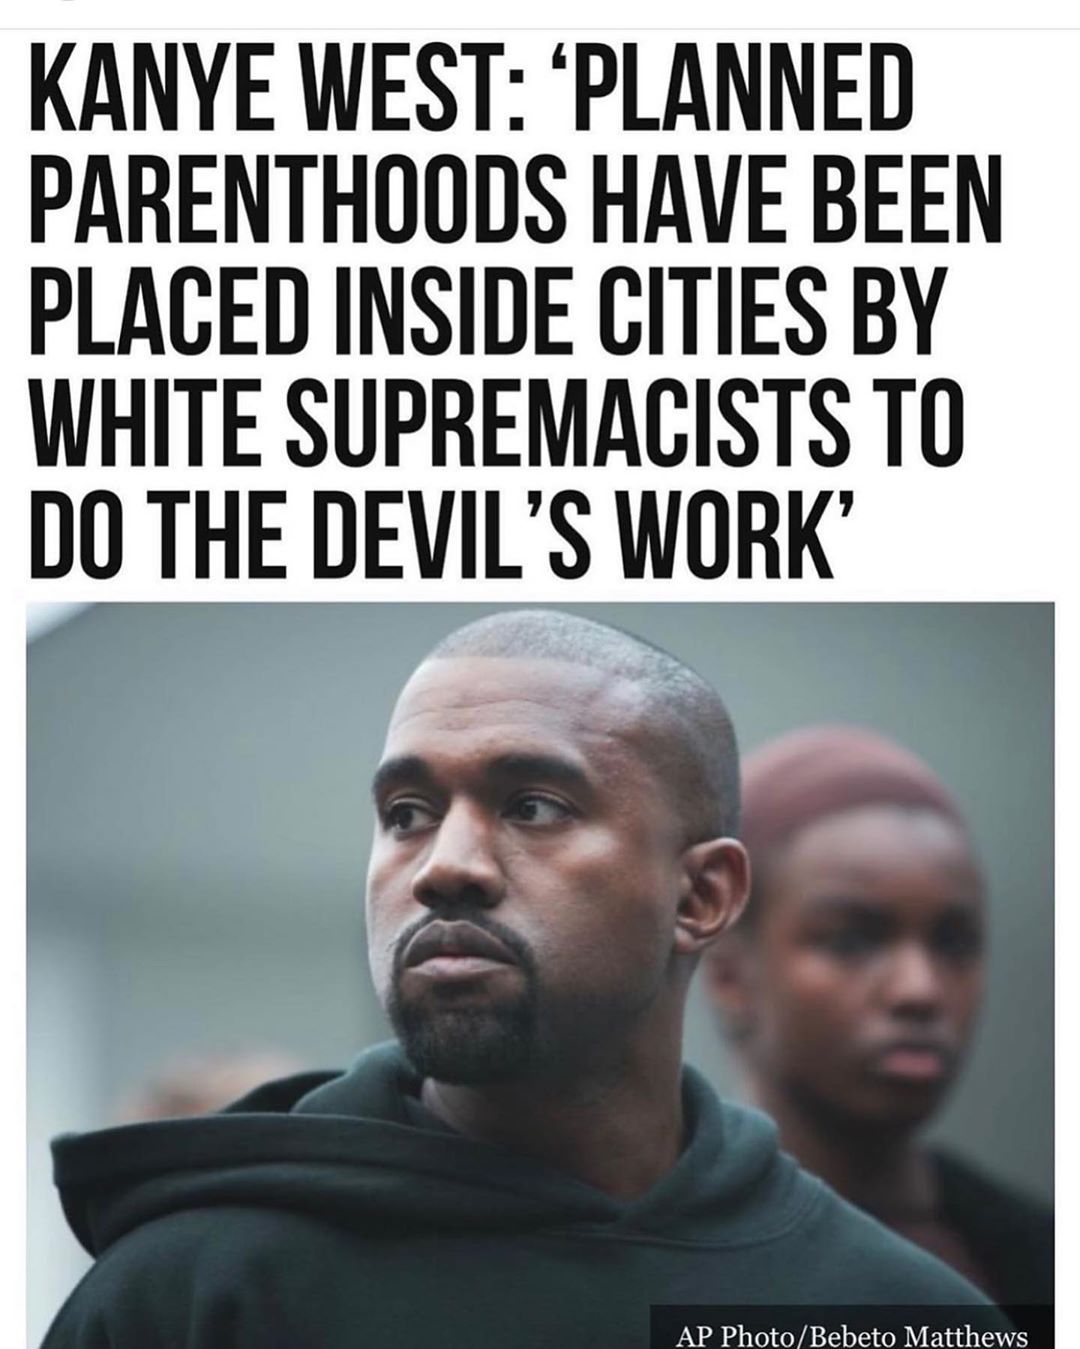 KANYE WEST: ‘PLANNED
PARENTHOODS HAVE BEEN
PLACED INSIDE CITIES BY
WHITE SUPREMACISTS TO
DO THE DEVIL’S WORK’
AP Photo/Bebeto Matthews